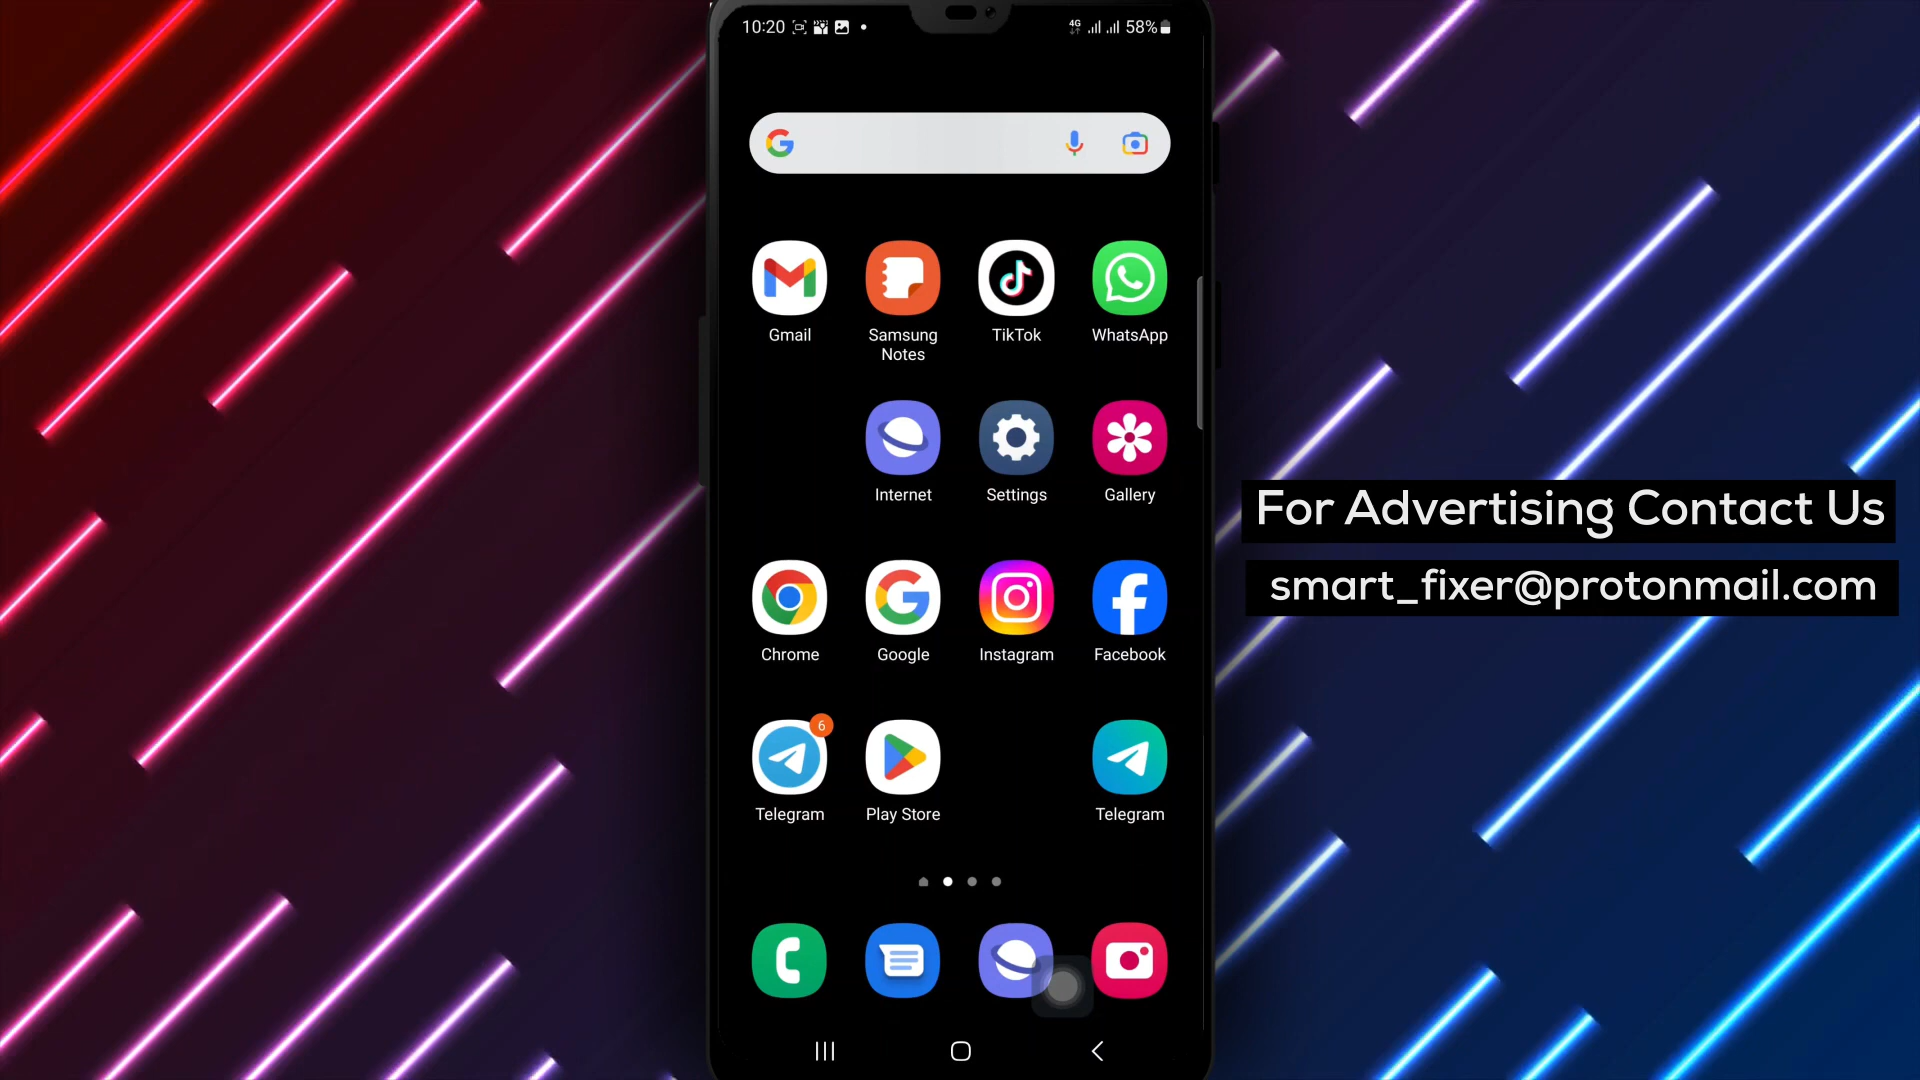 10:20
4G
58%
Gmail
Samsung
Notes
TikTok
WhatsApp
Internet
Settings
Gallery
Chrome
Google
Instagram
Facebook
6
Telegram
Play Store
Telegram
For Advertising Contact Us
smart_fixer@protonmail.com